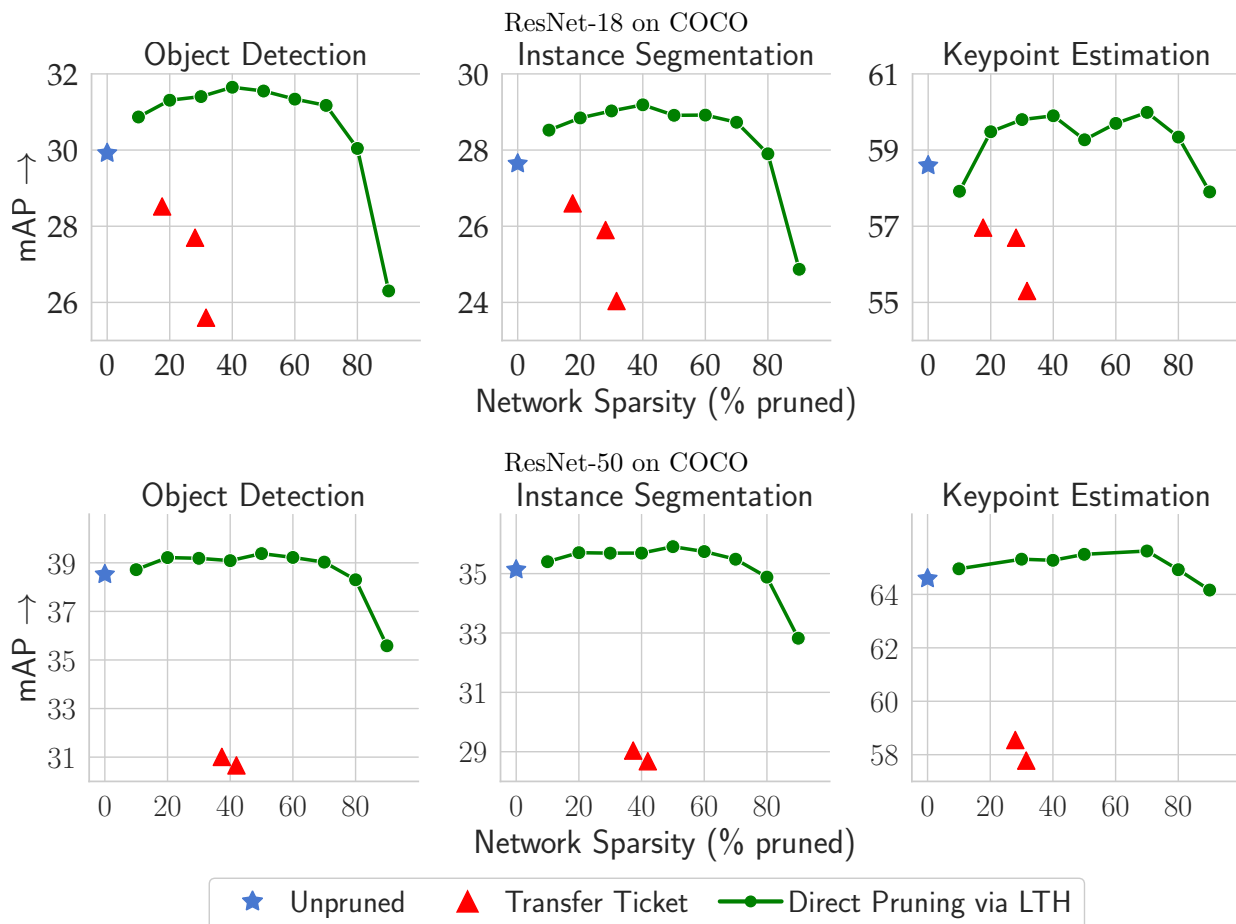 ResNet-18 on COCO
Object Detection
Instance Segmentation
Keypoint Estimation
mAP →
32
30
28
26
0 20 40 60 80
30
28
26
24
0 20 40 60 80
61
59
57
55
0 20 40 60 80
Network Sparsity (% pruned)
ResNet-50 on COCO
Object Detection
Instance Segmentation
Keypoint Estimation
mAP →
39
37
35
33
31
0 20 40 60 80
35
33
31
29
0 20 40 60 80
64
62
60
58
0 20 40 60 80
Network Sparsity (% pruned)
Unpruned
Transfer Ticket
Direct Pruning via LTH